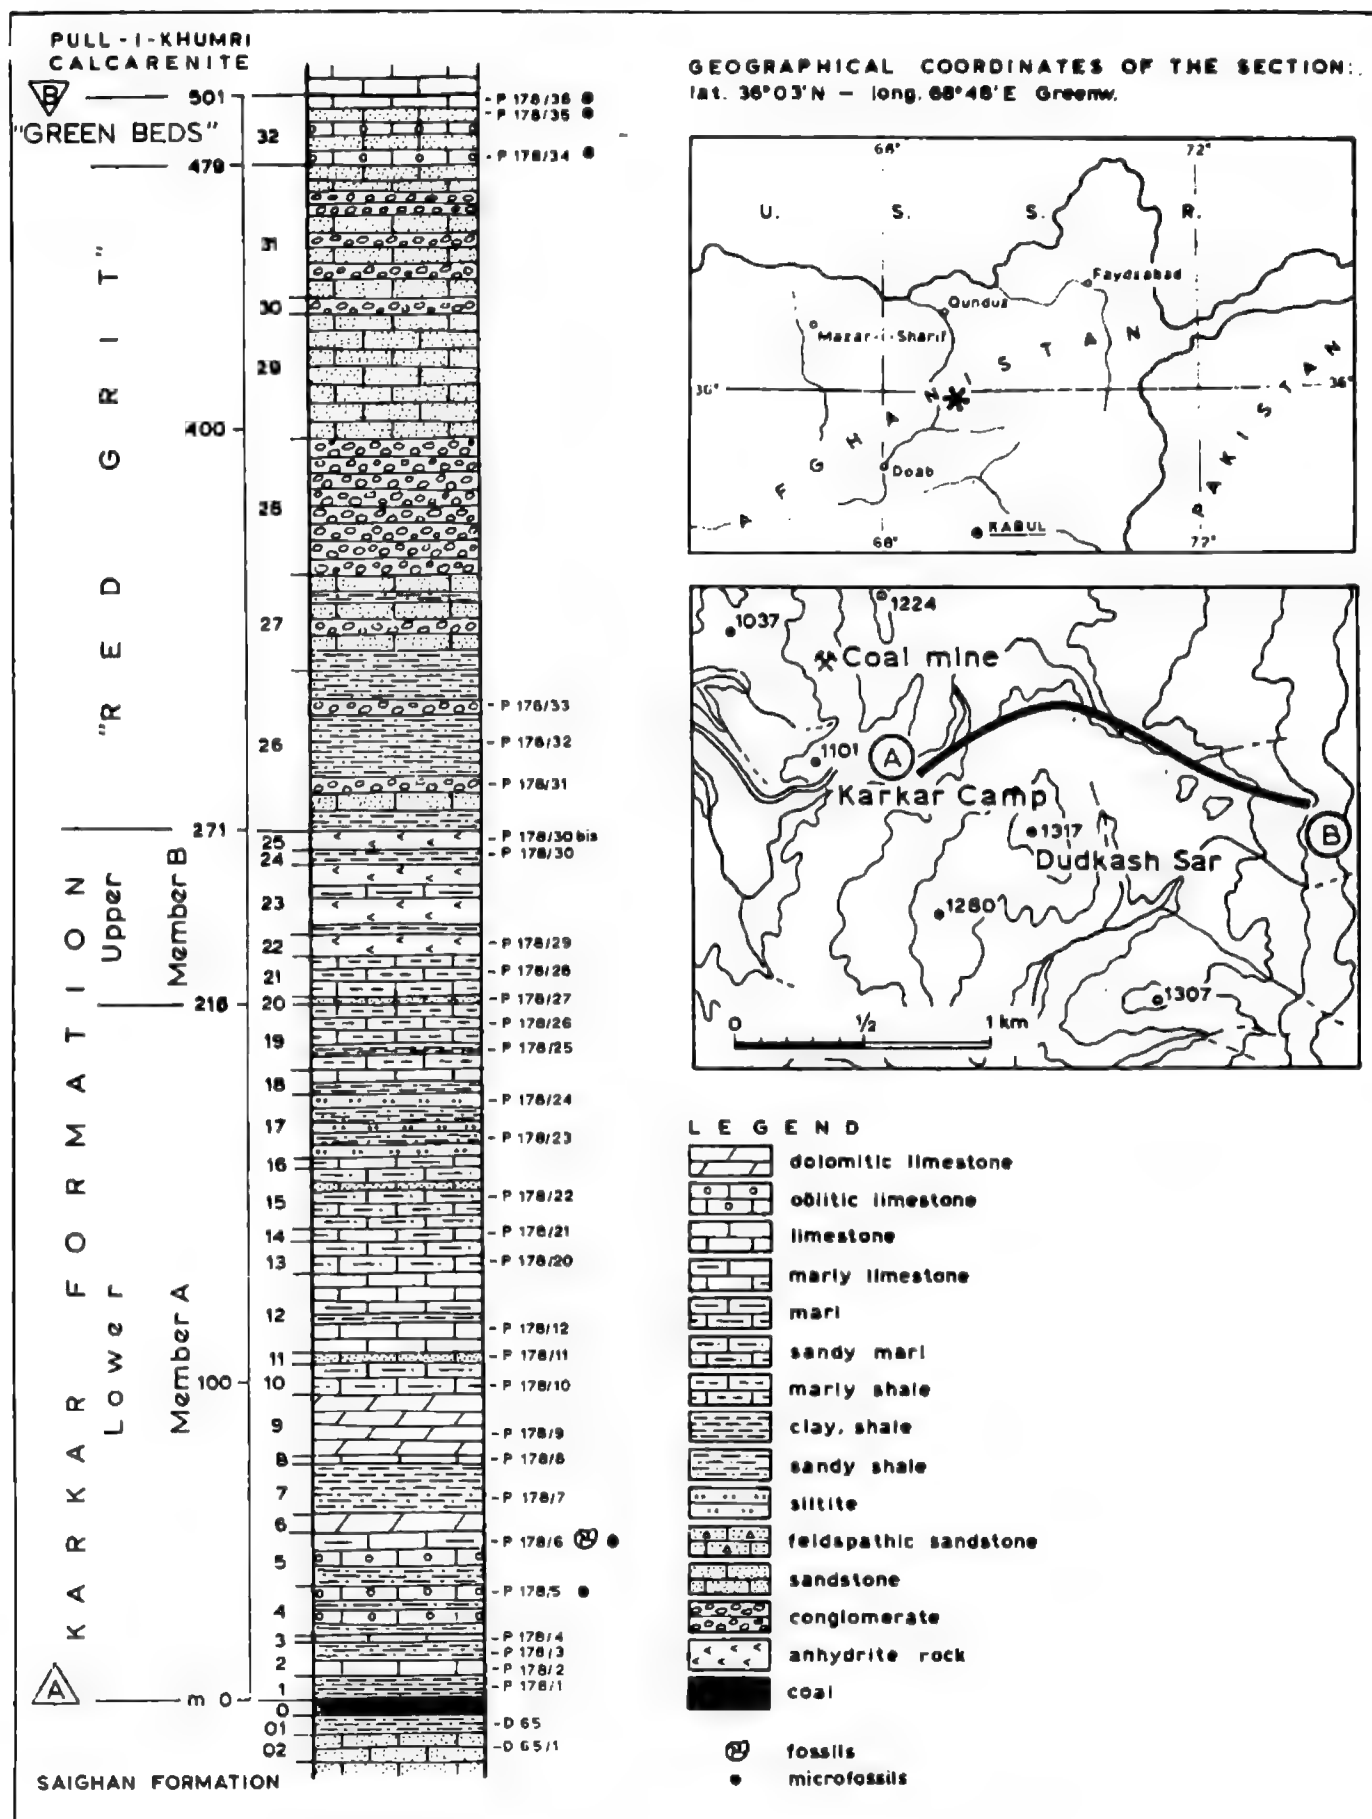 PULL-I-KHUMRI
CALCARENITE
B
501
"GREEN BEDS"
479
"RED GRIT"
400
271
216
100
m 0
KARKAR FORMATION
Upper
Member B
Lower
Member A
A
SAIGHAN FORMATION
32
31
30
29
28
27
26
25
24
23
22
21
20
19
18
17
16
15
14
13
12
11
10
9
8
7
6
5
4
3
2
1
0
01
02
P 178/36
P 178/35
P 178/34
P 178/33
P 178/32
P 178/31
P 178/30 bis
P 178/30
P 178/29
P 178/28
P 178/27
P 178/26
P 178/25
P 178/24
P 178/23
P 178/22
P 178/21
P 178/20
P 178/12
P 178/11
P 178/10
P 178/9
P 178/8
P 178/7
P 178/6
P 178/5
P 178/4
P 178/3
P 178/2
P 178/1
D 65
D 65/1
GEOGRAPHICAL COORDINATES OF THE SECTION:
lat. 36°03'N — long. 68°48'E Greenw.
68° 72°
U. S. S. R.
Faydzabad
Qundus
Mazar-i-Sharif
AFGHANISTAN
PAKISTAN
36° 36°
Doab
KABUL
68° 72°
1224
1037
Coal mine
1101
A
Karkar Camp
1317
B
Dudkash Sar
1280
1307
0 1/2 1 km
LEGEND
dolomitic limestone
oölitic limestone
limestone
marly limestone
marl
sandy marl
marly shale
clay, shale
sandy shale
siltite
feldspathic sandstone
sandstone
conglomerate
anhydrite rock
coal
fossils
microfossils